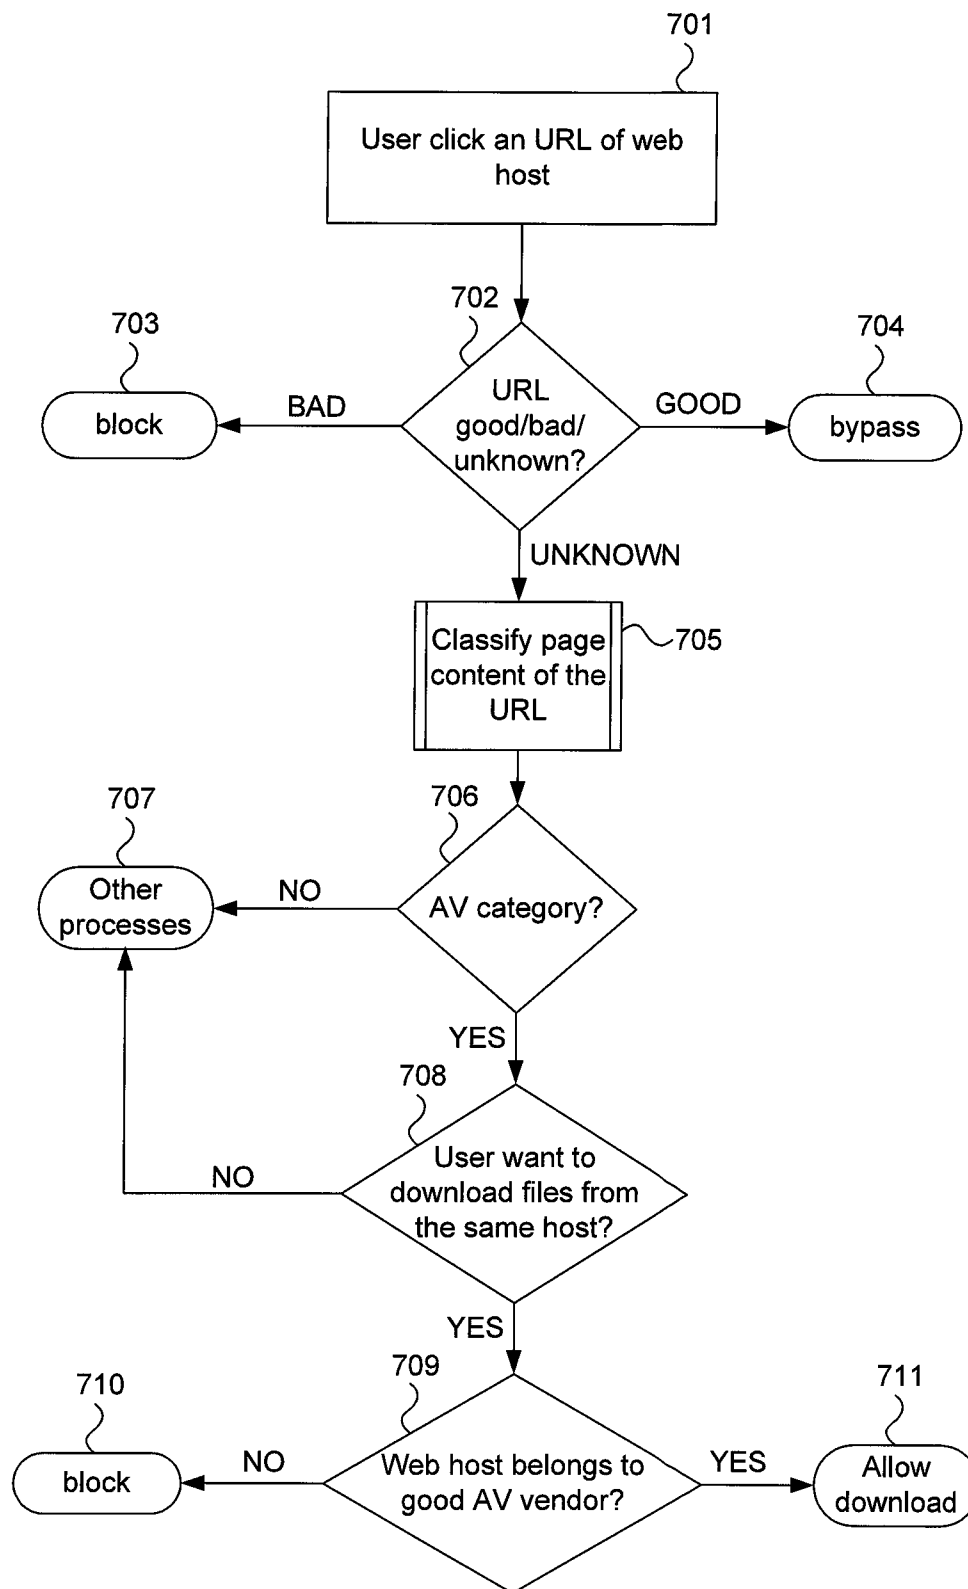 701
User click an URL of web
host
702
703
704
URL
good/bad/
unknown?
BAD
GOOD
block
bypass
UNKNOWN
Classify page
content of the
URL
705
706
707
AV category?
NO
Other
processes
YES
708
User want to
download files from
the same host?
NO
YES
709
710
711
Web host belongs to
good AV vendor?
NO
YES
block
Allow
download